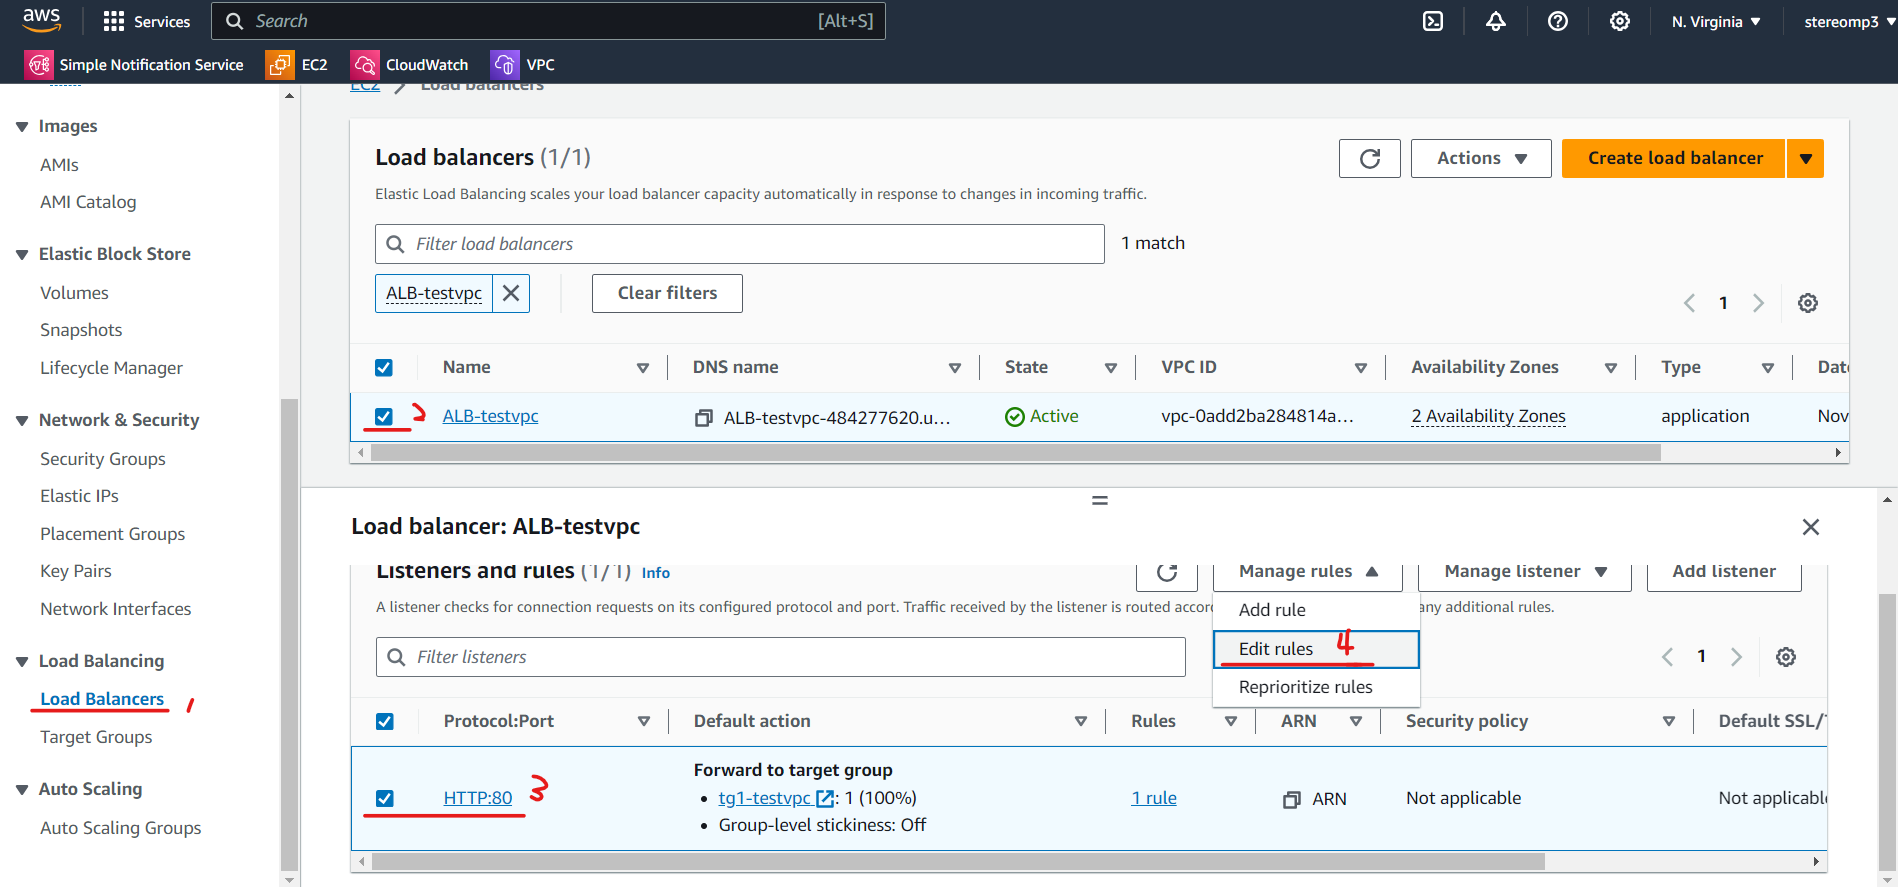 aws Services Search [Alt+S] N. Virginia stereomp3
Simple Notification Service EC2 CloudWatch VPC
EC2 Load balancers
Images
AMIs
AMI Catalog
Elastic Block Store
Volumes
Snapshots
Lifecycle Manager
Network & Security
Security Groups
Elastic IPs
Placement Groups
Key Pairs
Network Interfaces
Load Balancing
Load Balancers 1
Target Groups
Auto Scaling
Auto Scaling Groups
Load balancers (1/1)
Actions
Create load balancer
Elastic Load Balancing scales your load balancer capacity automatically in response to changes in incoming traffic.
Filter load balancers
1 match
ALB-testvpc
Clear filters
1
Name DNS name State VPC ID Availability Zones Type Dat
2 ALB-testvpc ALB-testvpc-484277620.u... Active vpc-0add2ba284814a... 2 Availability Zones application Nov
Load balancer: ALB-testvpc
Listeners and rules (1/1) Info
Manage rules Manage listener Add listener
A listener checks for connection requests on its configured protocol and port. Traffic received by the listener is routed accor any additional rules.
Add rule
Edit rules 4
Reprioritize rules
Filter listeners
1
Protocol:Port Default action Rules ARN Security policy Default SSL/
HTTP:80 3
Forward to target group
• tg1-testvpc : 1 (100%)
• Group-level stickiness: Off
1 rule
ARN
Not applicable
Not applicabl